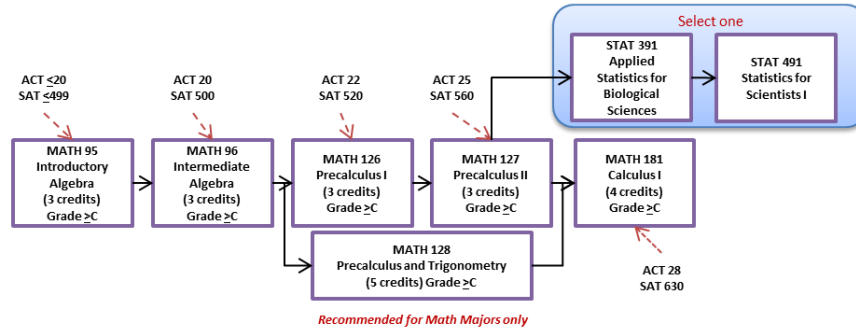 Select one
STAT 391
Applied
Statistics for
Biological
Sciences
STAT 491
Statistics for
Scientists I
ACT <20
SAT <499
ACT 20
SAT 500
ACT 22
SAT 520
ACT 25
SAT 560
MATH 95
Introductory
Algebra
(3 credits)
Grade >C
MATH 96
Intermediate
Algebra
(3 credits)
Grade >C
MATH 126
Precalculus I
(3 credits)
Grade >C
MATH 127
Precalculus II
(3 credits)
Grade >C
MATH 181
Calculus I
(4 credits)
Grade >C
MATH 128
Precalculus and Trigonometry
(5 credits) Grade >C
ACT 28
SAT 630
Recommended for Math Majors only